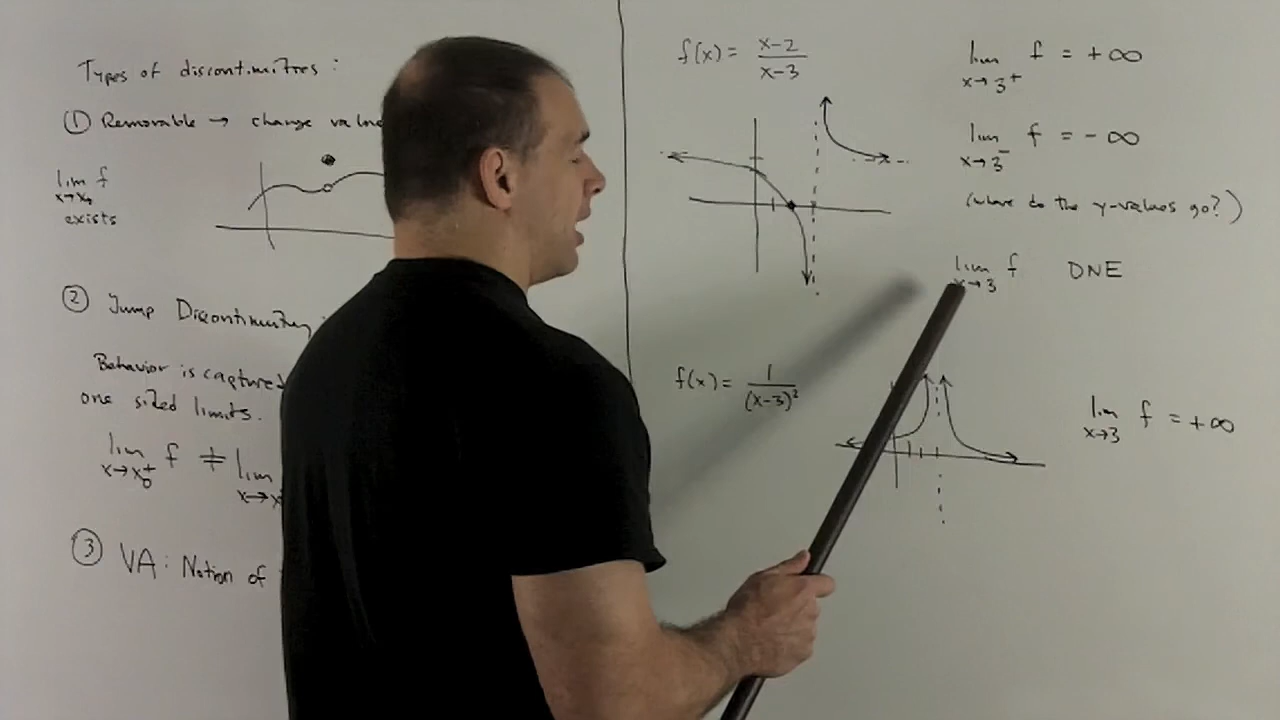 Types of discontinuities :
① Removable → change value
lim f
x→x₀
exists
② Jump Discontinuity
Behavior is captured
one sided limits.
lim f ≠ lim
x→x₀⁺ x→x
③ VA: Notion of
f(x) = (x-2)/(x-3)
lim f = +∞
x→3⁺
lim f = -∞
x→3⁻
(where do the y-values go?)
lim f DNE
x→3
f(x) = 1/(x-3)²
lim f = +∞
x→3